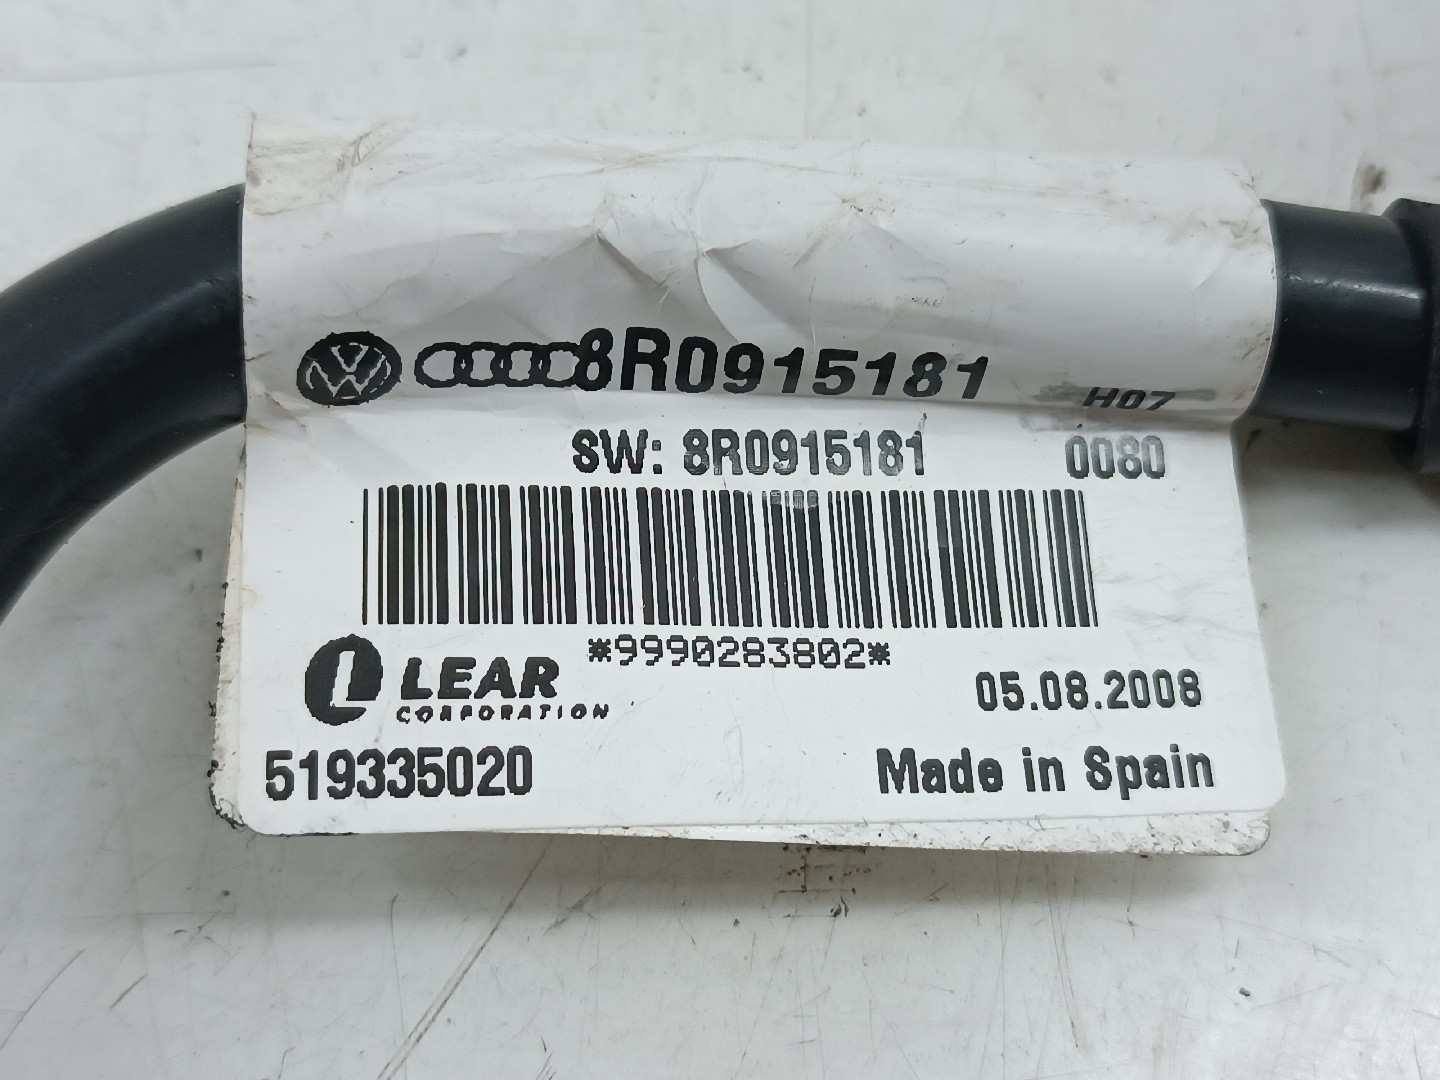 8R0915181 H07
SW: 8R0915181 0080
*9990283802*
LEAR
CORPORATION
05.08.2008
519335020
Made in Spain